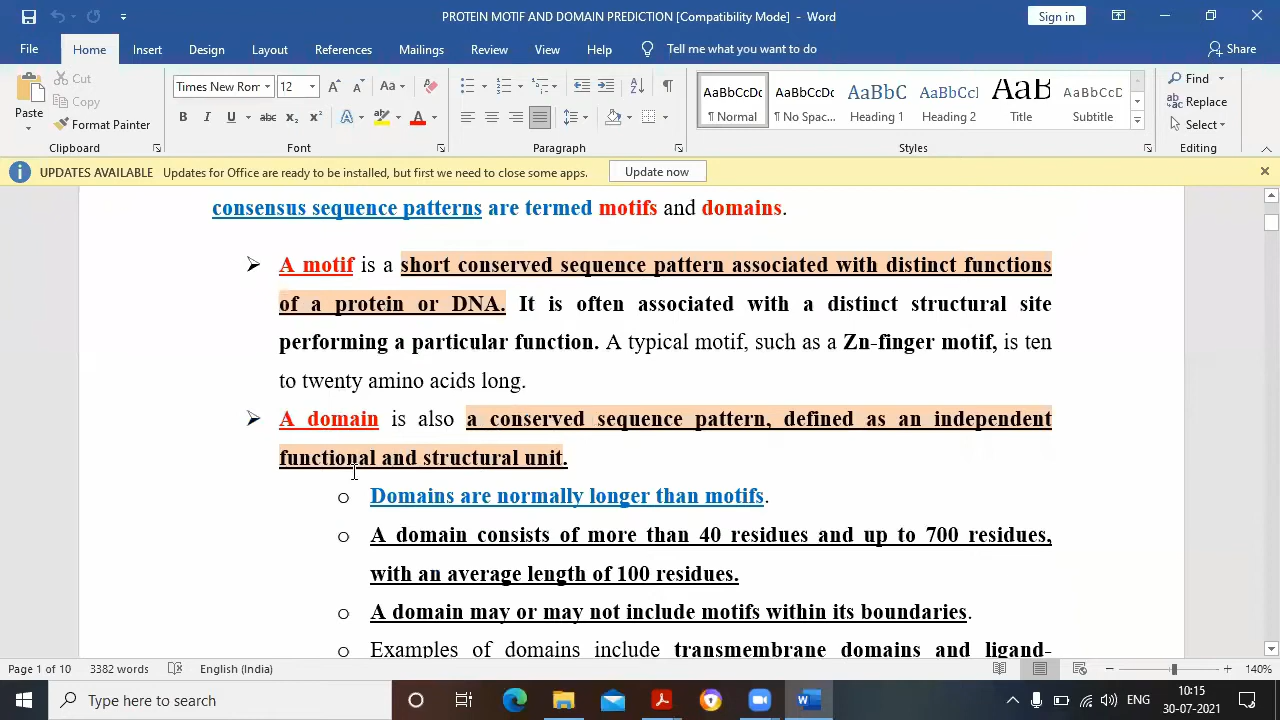 PROTEIN MOTIF AND DOMAIN PREDICTION [Compatibility Mode] - Word
Sign in
File Home Insert Design Layout References Mailings Review View Help Tell me what you want to do Share
Paste
Cut
Copy
Format Painter
Clipboard
Times New Rom 12
Font
Paragraph
AaBbCcDc AaBbCcDc AaBbC AaBbCcI AaB AaBbCcD
¶ Normal ¶ No Spac... Heading 1 Heading 2 Title Subtitle
Styles
Find
Replace
Select
Editing
UPDATES AVAILABLE Updates for Office are ready to be installed, but first we need to close some apps. Update now
consensus sequence patterns are termed motifs and domains.
➢ A motif is a short conserved sequence pattern associated with distinct functions
of a protein or DNA. It is often associated with a distinct structural site
performing a particular function. A typical motif, such as a Zn-finger motif, is ten
to twenty amino acids long.
➢ A domain is also a conserved sequence pattern, defined as an independent
functional and structural unit.
o Domains are normally longer than motifs.
o A domain consists of more than 40 residues and up to 700 residues,
with an average length of 100 residues.
o A domain may or may not include motifs within its boundaries.
o Examples of domains include transmembrane domains and ligand-
Page 1 of 10 3382 words English (India) 140%
Type here to search
ENG
10:15
30-07-2021